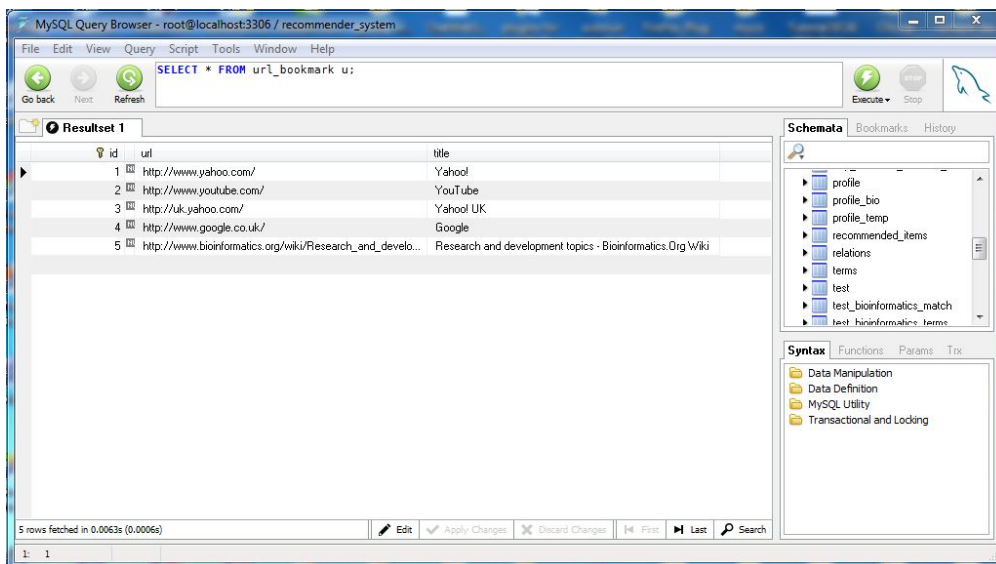 MySQL Query Browser - root@localhost:3306 / recommender_system
File Edit View Query Script Tools Window Help
SELECT * FROM url_bookmark u;
Go back Next Refresh Execute Stop
Resultset 1
id url title
1 http://www.yahoo.com/ Yahoo!
2 http://www.youtube.com/ YouTube
3 http://uk.yahoo.com/ Yahoo! UK
4 http://www.google.co.uk/ Google
5 http://www.bioinformatics.org/wiki/Research_and_develo... Research and development topics - Bioinformatics.Org Wiki
5 rows fetched in 0.0063s (0.0006s) Edit Apply Changes Discard Changes First Last Search
1: 1
Schemata Bookmarks History
profile
profile_bio
profile_temp
recommended_items
relations
terms
test
test_bioinformatics_match
test_bioinformatics_terms
Syntax Functions Params Trx
Data Manipulation
Data Definition
MySQL Utility
Transactional and Locking